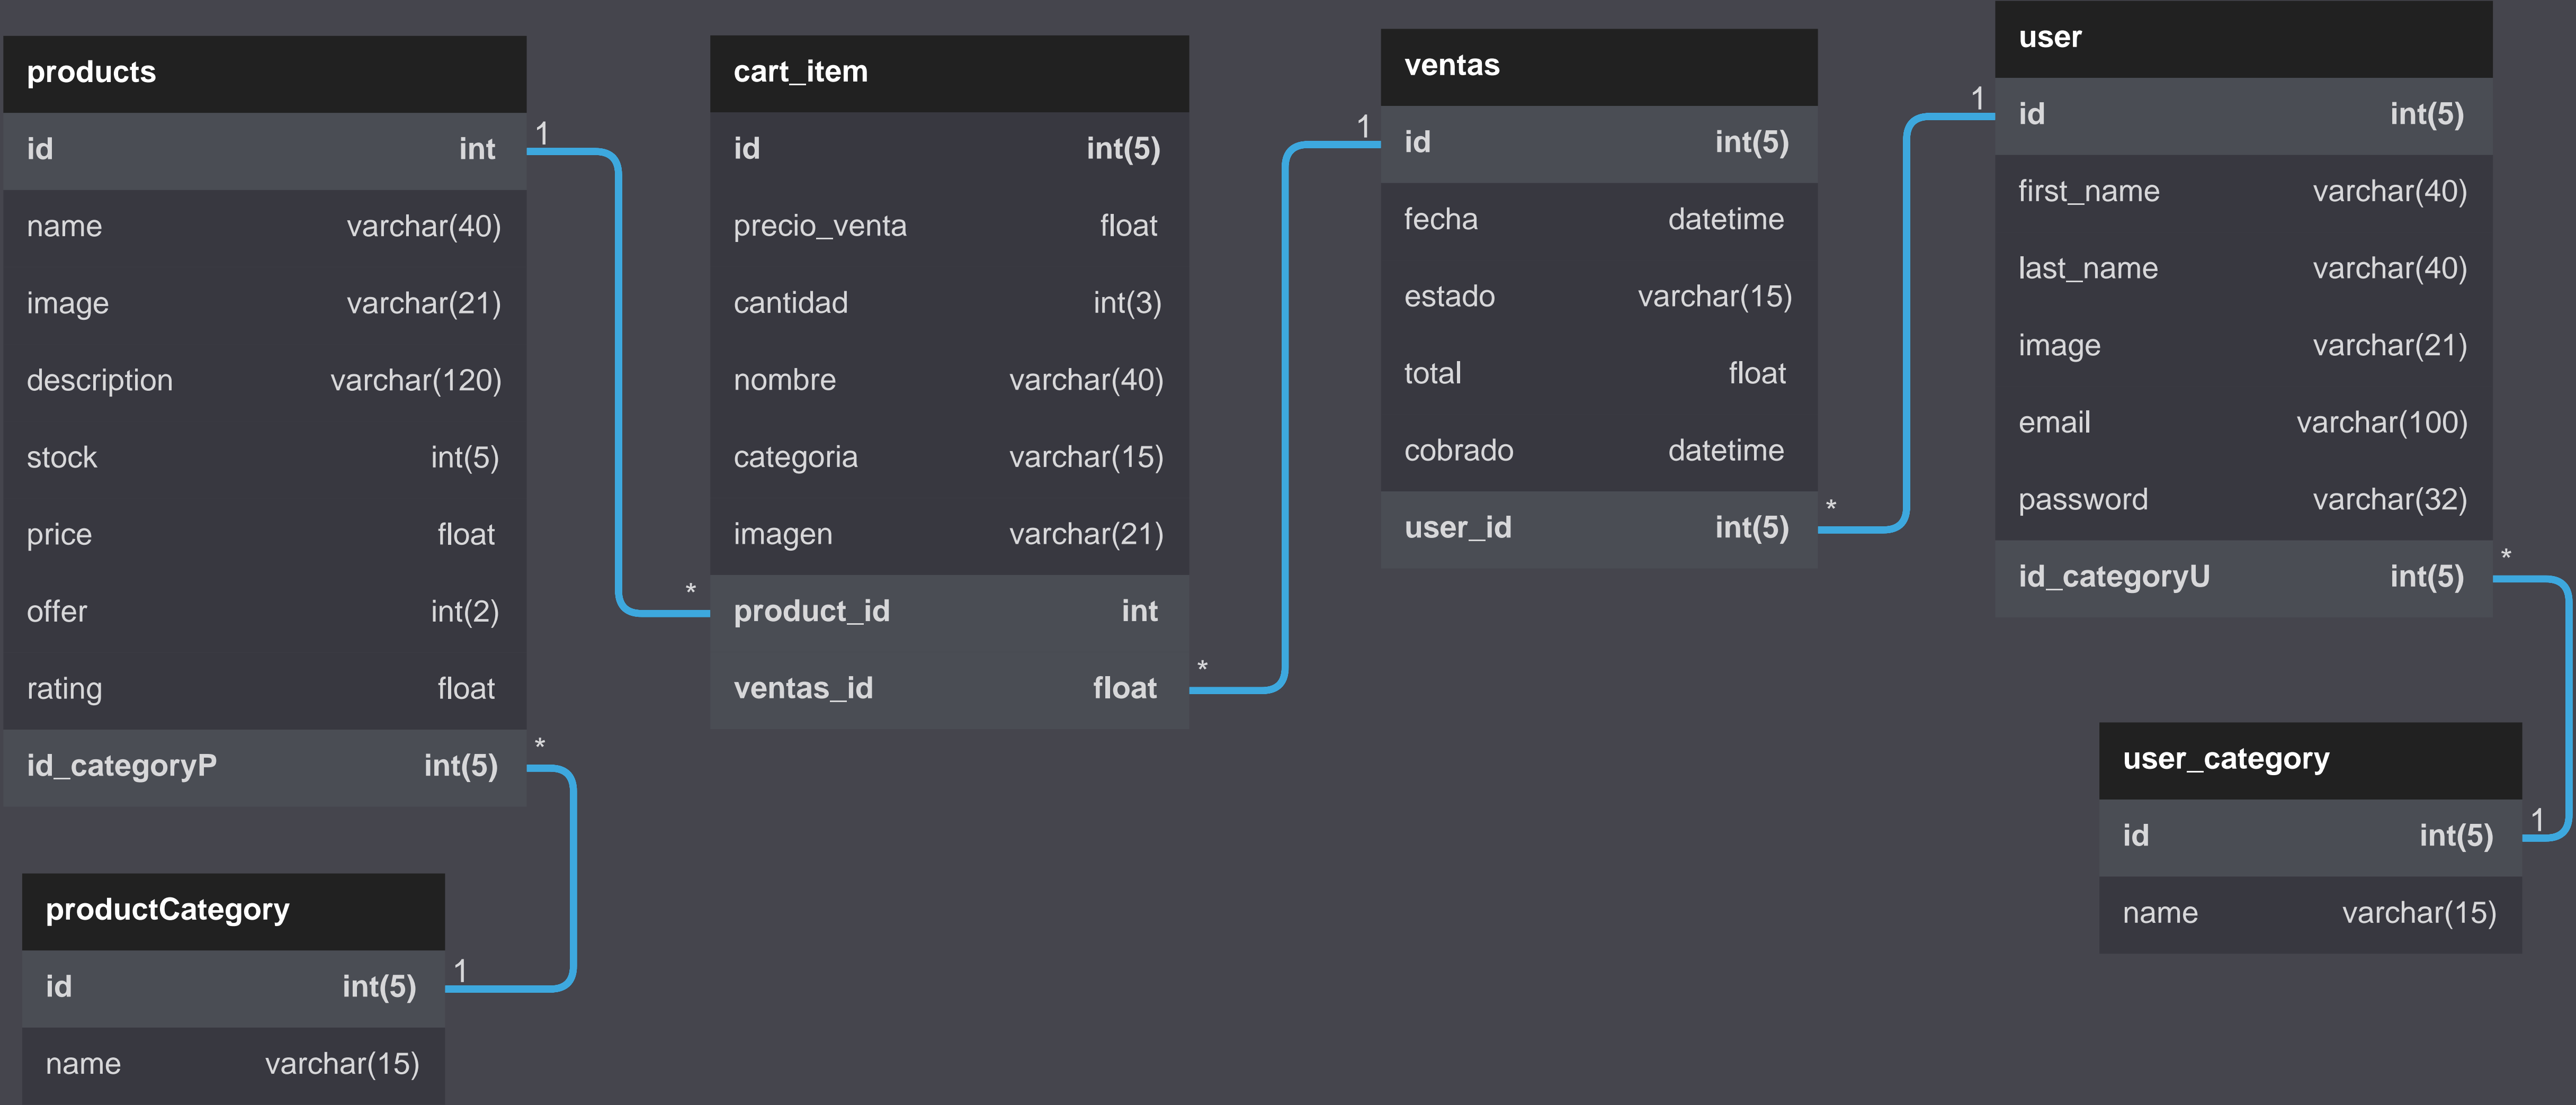 products
id int
name varchar(40)
image varchar(21)
description varchar(120)
stock int(5)
price float
offer int(2)
rating float
id_categoryP int(5)
1
*
productCategory
id int(5)
name varchar(15)
1
cart_item
id int(5)
precio_venta float
cantidad int(3)
nombre varchar(40)
categoria varchar(15)
imagen varchar(21)
product_id int
ventas_id float
*
*
ventas
id int(5)
fecha datetime
estado varchar(15)
total float
cobrado datetime
user_id int(5)
1
*
user
id int(5)
first_name varchar(40)
last_name varchar(40)
image varchar(21)
email varchar(100)
password varchar(32)
id_categoryU int(5)
1
*
user_category
id int(5)
name varchar(15)
1